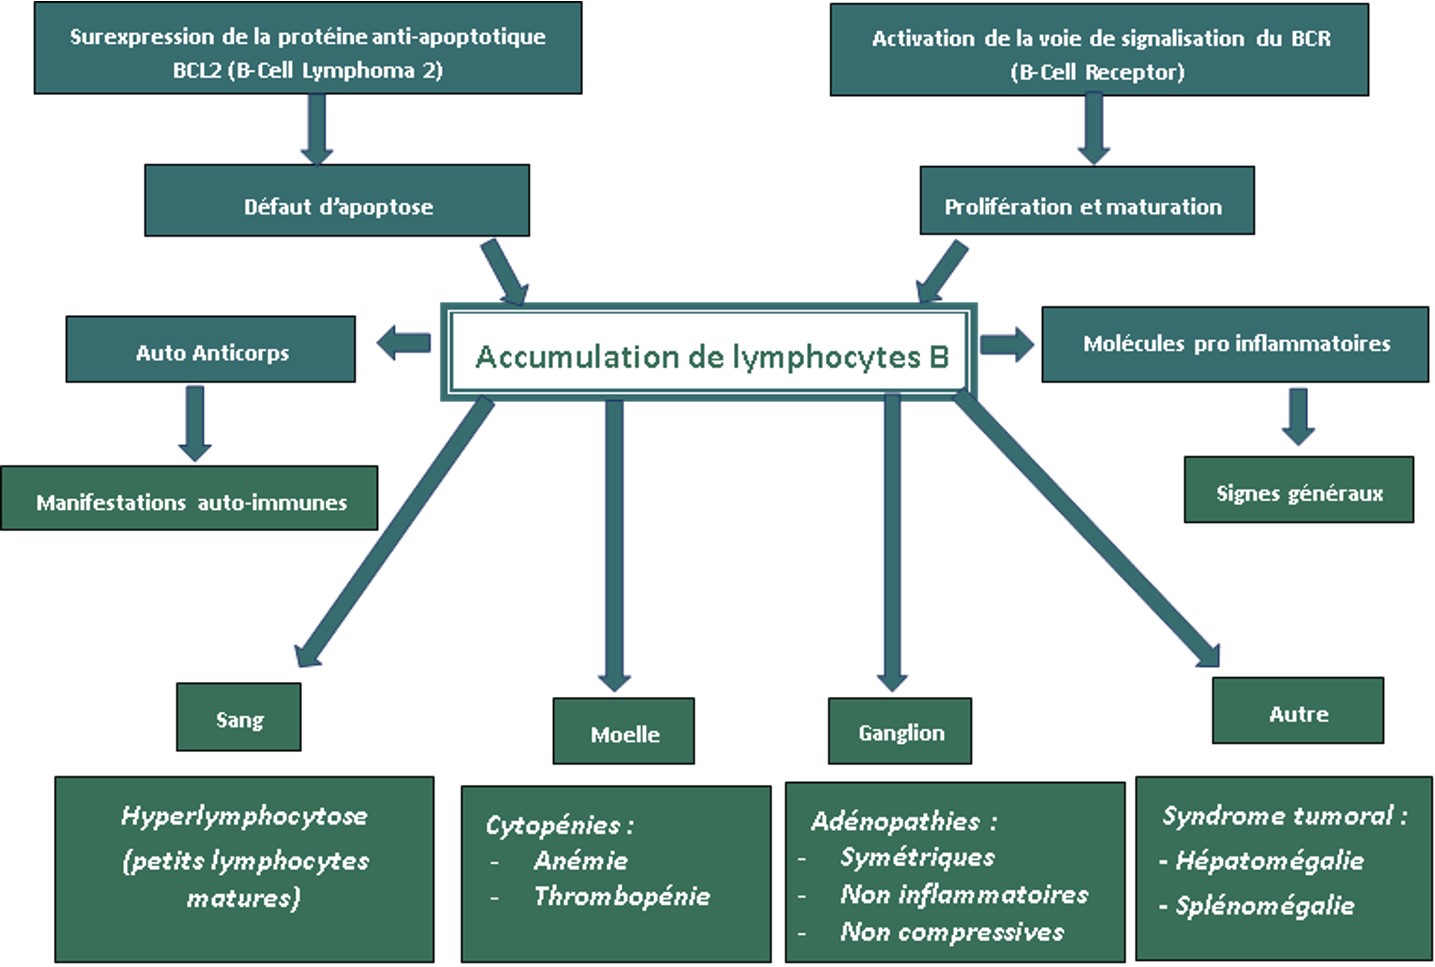 Surexpression de la protéine anti-apoptotique
BCL2 (B-Cell Lymphoma 2)
Activation de la voie de signalisation du BCR
(B-Cell Receptor)
Défaut d'apoptose
Prolifération et maturation
Auto Anticorps
Accumulation de lymphocytes B
Molécules pro inflammatoires
Manifestations auto-immunes
Signes généraux
Sang
Moelle
Ganglion
Autre
Hyperlymphocytose
(petits lymphocytes
matures)
Cytopénies :
- Anémie
- Thrombopénie
Adénopathies :
- Symétriques
- Non inflammatoires
- Non compressives
Syndrome tumoral :
- Hépatomégalie
- Splénomégalie